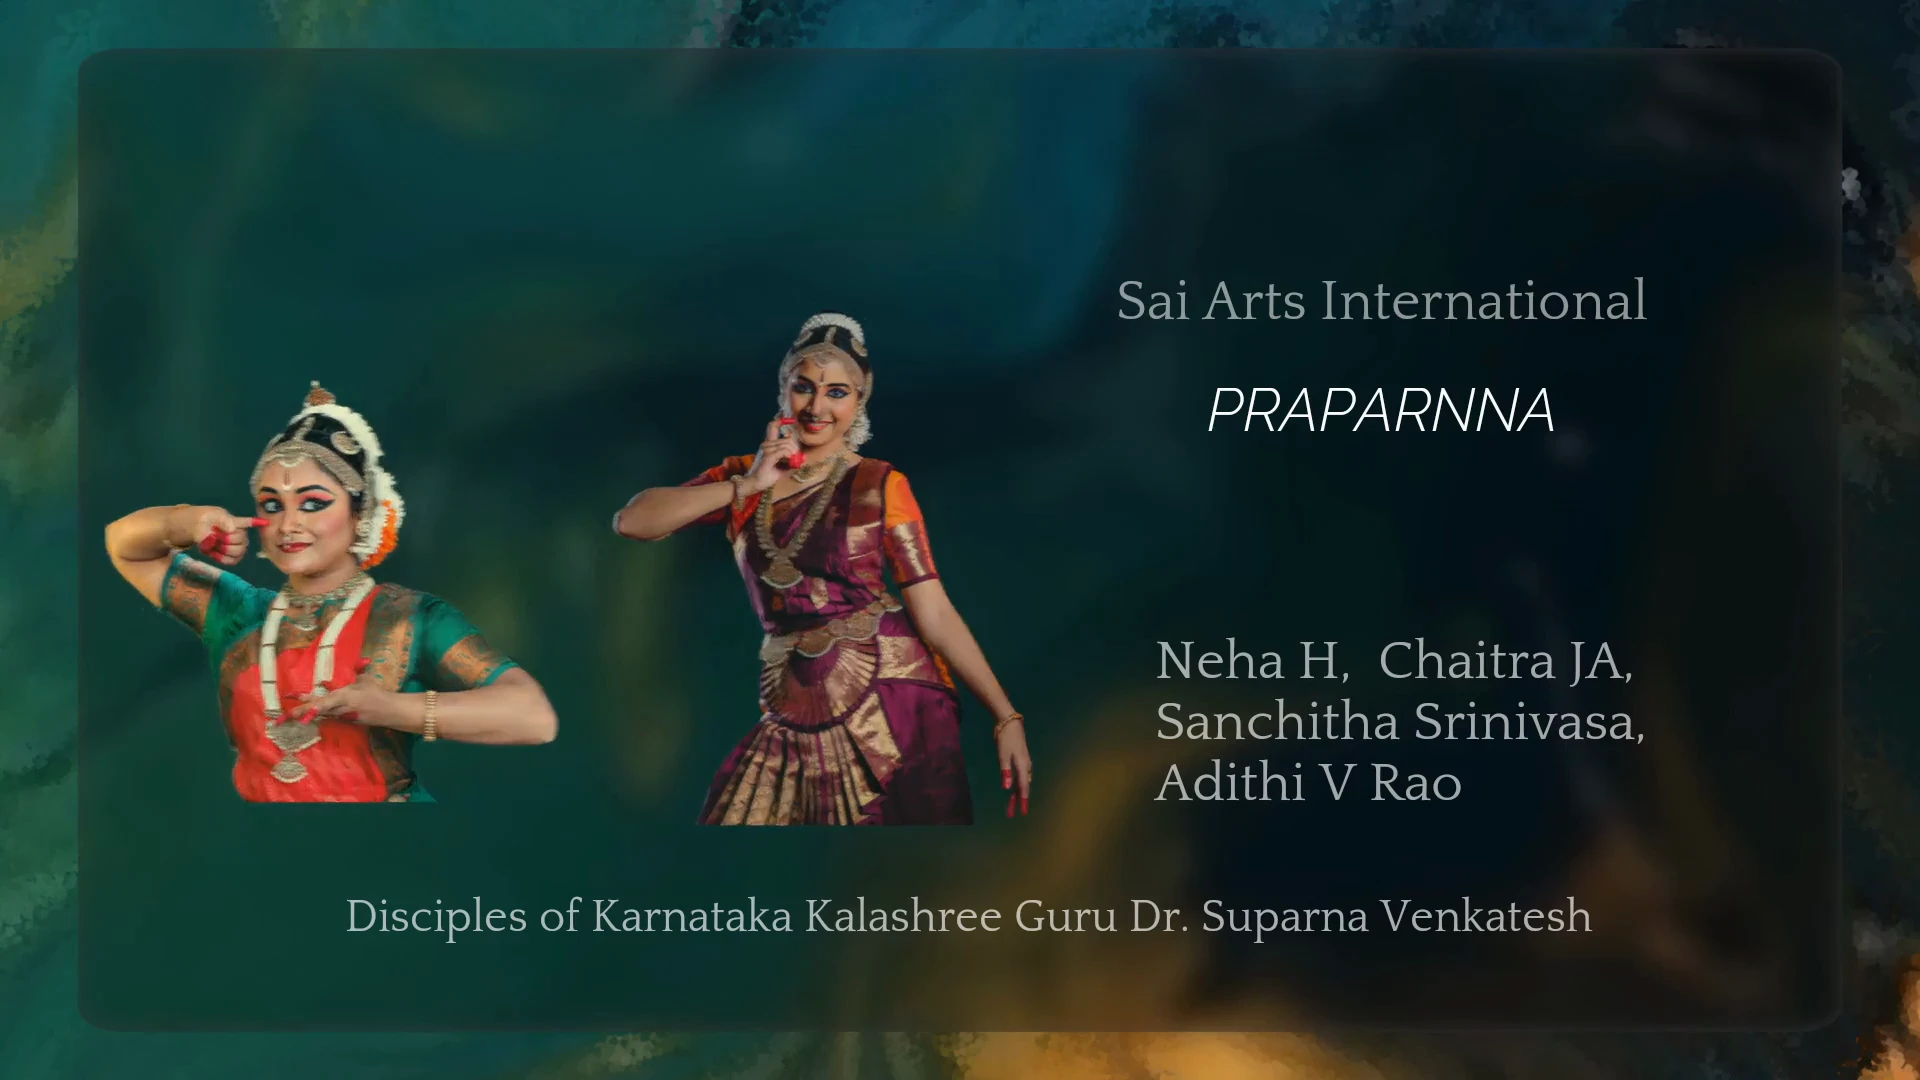 Sai Arts International
PRAPARNNA
Neha H,  Chaitra JA,
Sanchitha Srinivasa,
Adithi V Rao
Disciples of Karnataka Kalashree Guru Dr. Suparna Venkatesh